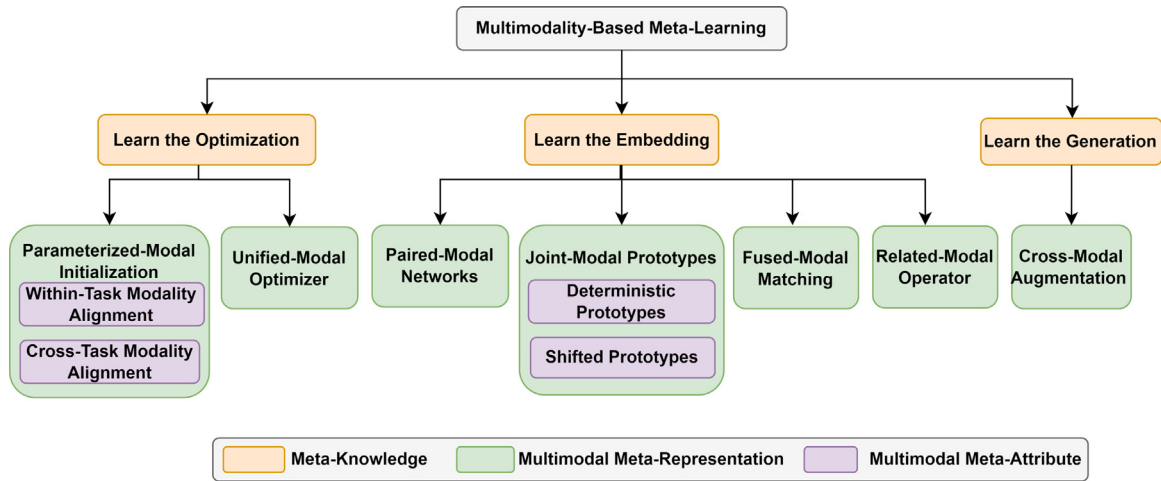 Multimodality-Based Meta-Learning
Learn the Optimization
Learn the Embedding
Learn the Generation
Parameterized-Modal
Initialization
Within-Task Modality
Alignment
Cross-Task Modality
Alignment
Unified-Modal
Optimizer
Paired-Modal
Networks
Joint-Modal Prototypes
Deterministic
Prototypes
Shifted Prototypes
Fused-Modal
Matching
Related-Modal
Operator
Cross-Modal
Augmentation
Meta-Knowledge
Multimodal Meta-Representation
Multimodal Meta-Attribute